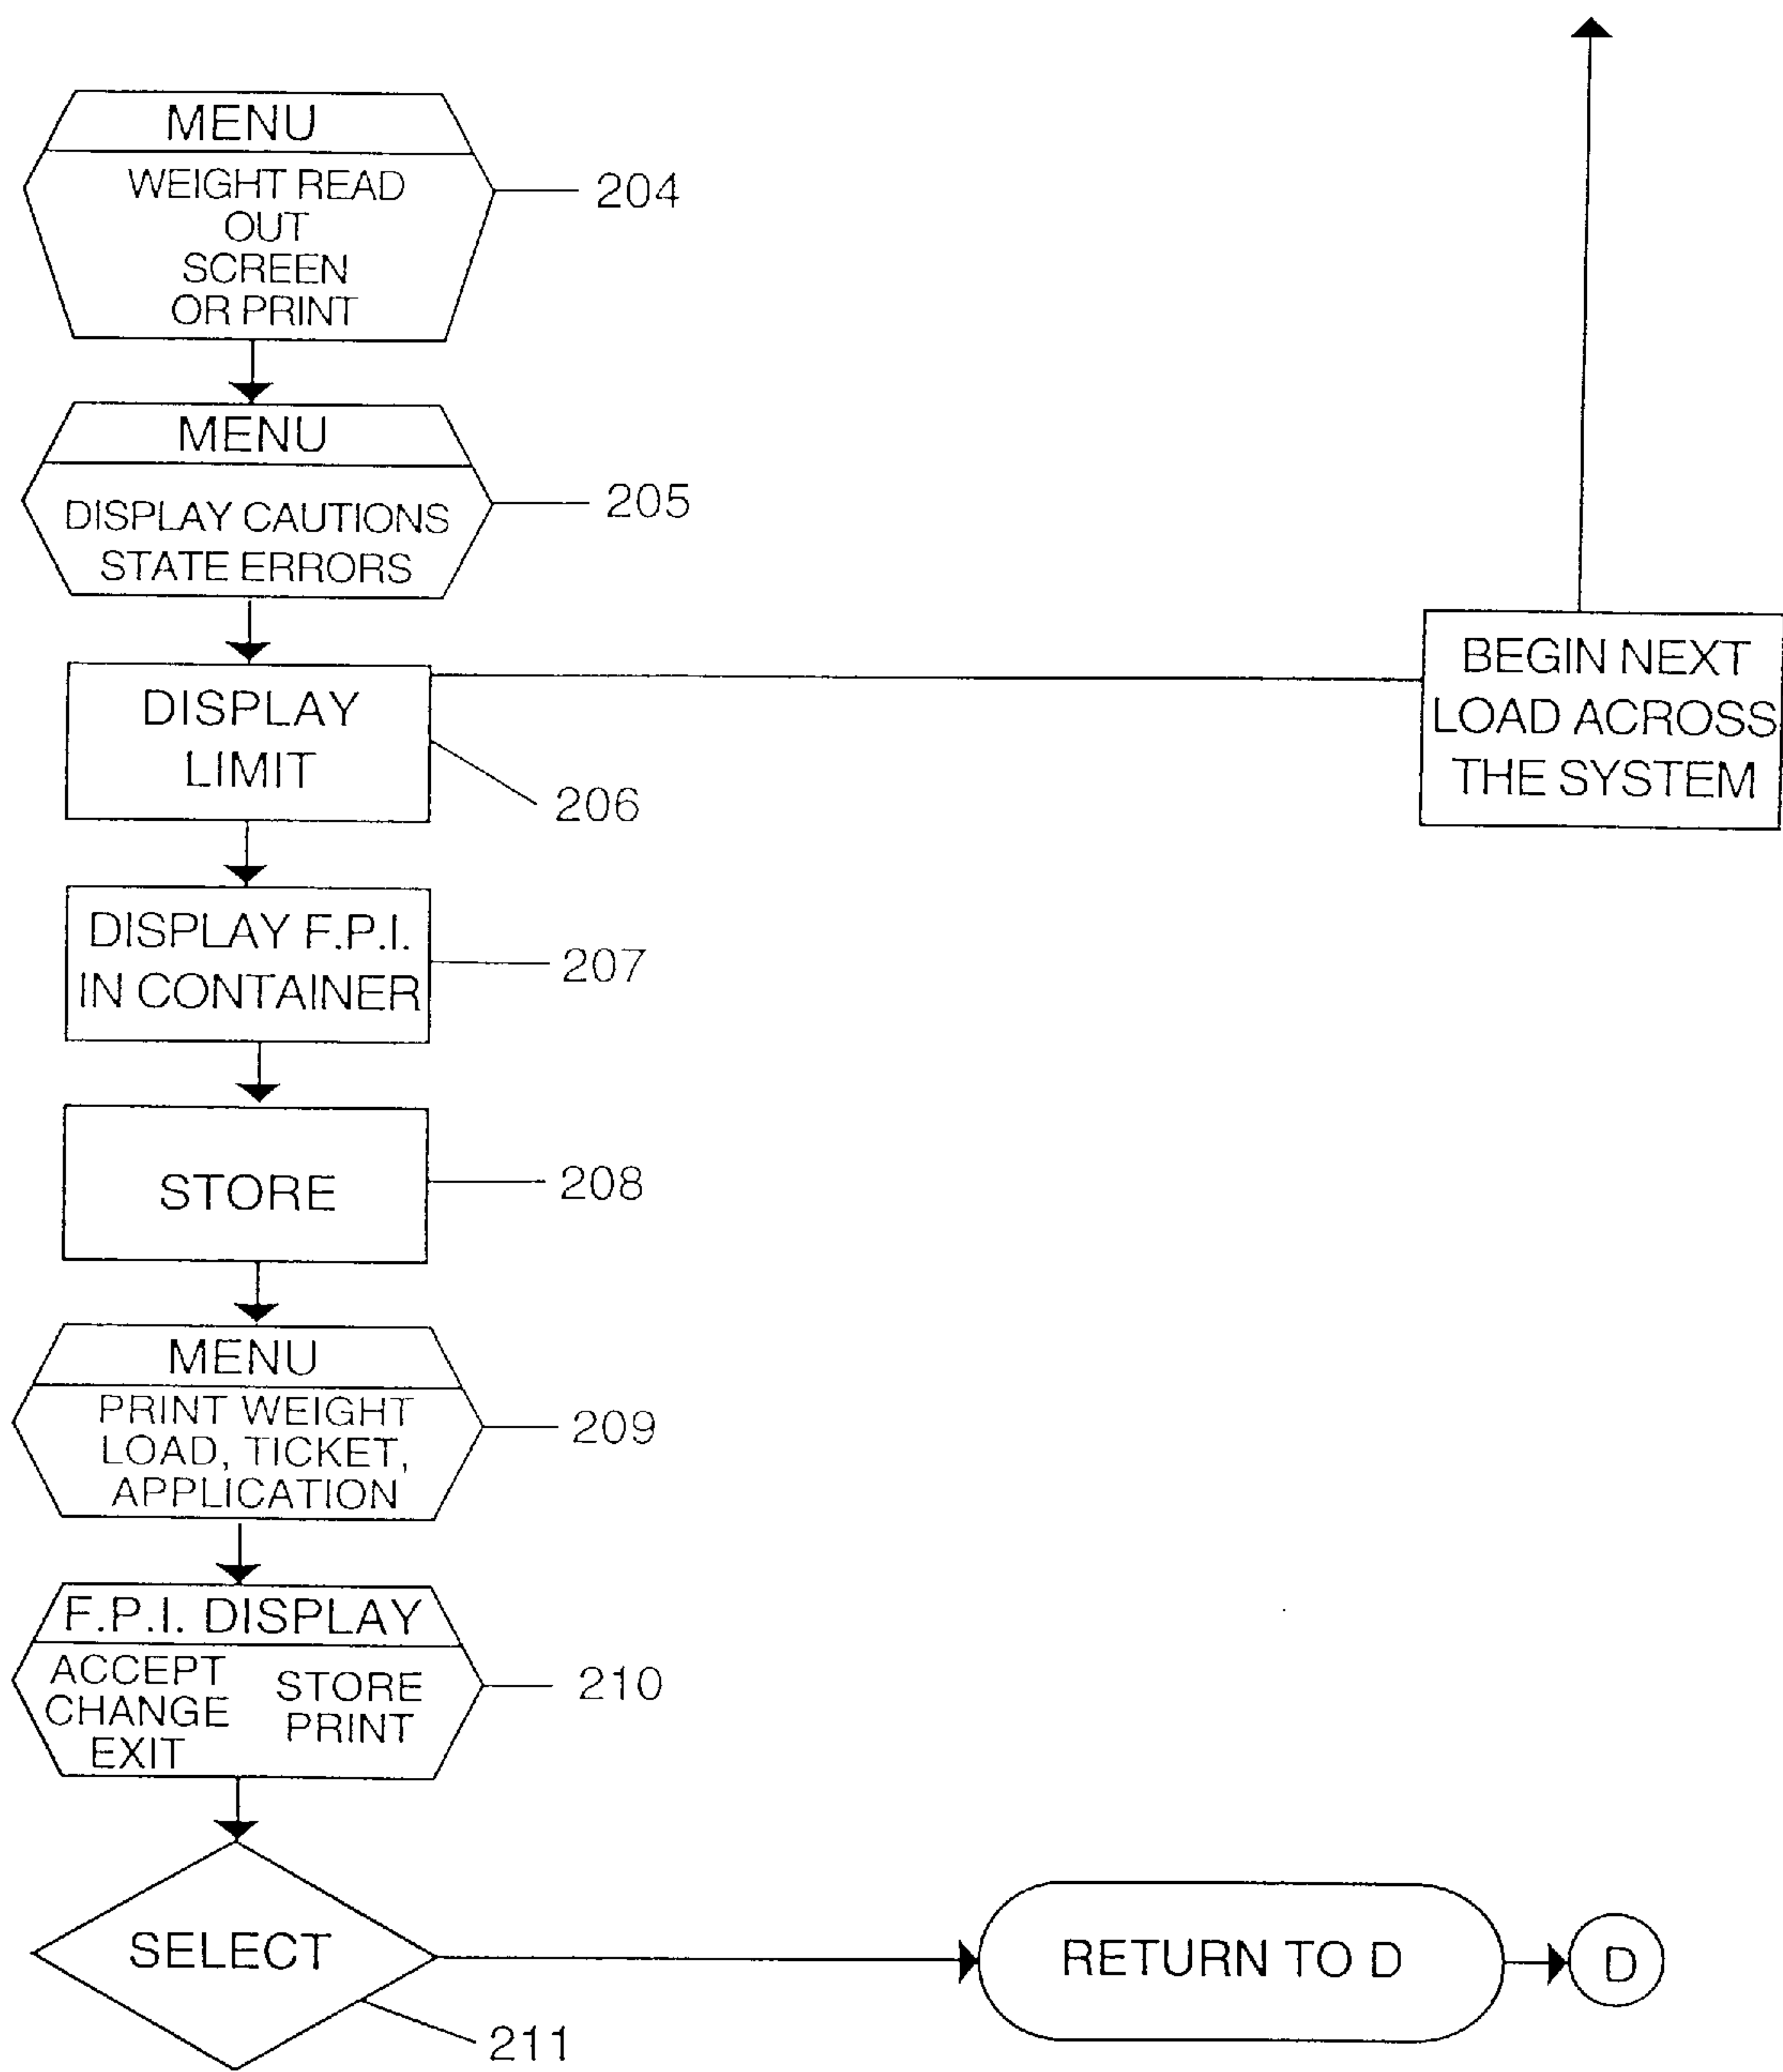 MENU
WEIGHT READ
OUT
SCREEN
OR PRINT
204
MENU
DISPLAY CAUTIONS
STATE ERRORS
205
DISPLAY
LIMIT
206
BEGIN NEXT
LOAD ACROSS
THE SYSTEM
DISPLAY F.P.I.
IN CONTAINER
207
STORE
208
MENU
PRINT WEIGHT
LOAD, TICKET,
APPLICATION
209
F.P.I. DISPLAY
ACCEPT
CHANGE
EXIT
STORE
PRINT
210
SELECT
211
RETURN TO D
D